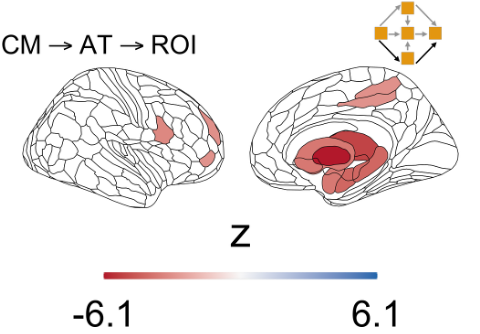 CM → AT → ROI
z
-6.1 6.1